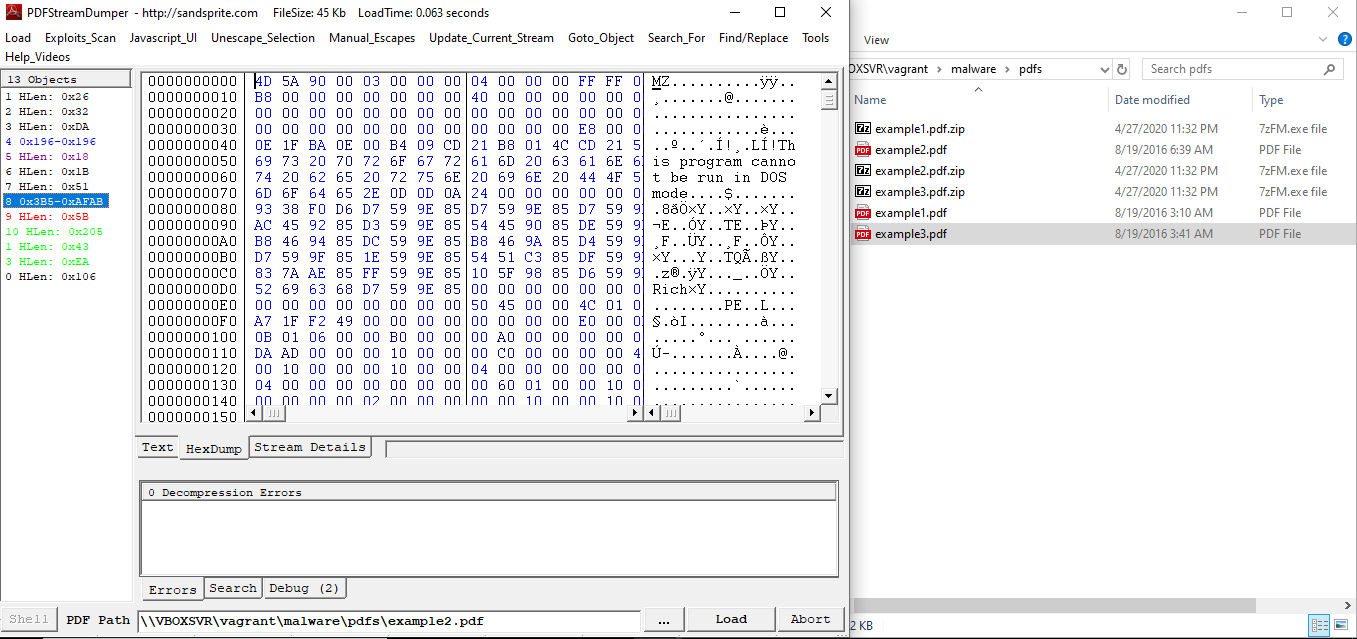 PDFStreamDumper - http://sandsprite.com FileSize: 45 Kb LoadTime: 0.063 seconds
Load Exploits_Scan Javascript_UI Unescape_Selection Manual_Escapes Update_Current_Stream Goto_Object Search_For Find/Replace Tools
Help_Videos
13 Objects
1 HLen: 0x26
2 HLen: 0x32
3 HLen: 0xDA
4 0x196-0x196
5 HLen: 0x18
6 HLen: 0x1B
7 HLen: 0x51
8 0x3B5-0xAFAB
9 HLen: 0x5B
10 HLen: 0x205
1 HLen: 0x43
3 HLen: 0xEA
0 HLen: 0x106
0000000000 4D 5A 90 00 03 00 00 00 04 00 00 00 FF FF 0 MZ..........ÿÿ..
0000000010 B8 00 00 00 00 00 00 00 40 00 00 00 00 00 0 ¸.......@.......
0000000020 00 00 00 00 00 00 00 00 00 00 00 00 00 00 0 ................
0000000030 00 00 00 00 00 00 00 00 00 00 00 00 E8 00 0 ............è...
0000000040 0E 1F BA 0E 00 B4 09 CD 21 B8 01 4C CD 21 5 ..º..´.Í!¸.LÍ!Th
0000000050 69 73 20 70 72 6F 67 72 61 6D 20 63 61 6E 6 is program canno
0000000060 74 20 62 65 20 72 75 6E 20 69 6E 20 44 4F 5 t be run in DOS
0000000070 6D 6F 64 65 2E 0D 0D 0A 24 00 00 00 00 00 0 mode....$.......
0000000080 93 38 F0 D6 D7 59 9E 85 D7 59 9E 85 D7 59 9 .8ðÖ×Y..×Y..×Y..
0000000090 AC 45 92 85 D3 59 9E 85 54 45 90 85 DE 59 9 ¬E..ÓY..TE..ÞY..
00000000A0 B8 46 94 85 DC 59 9E 85 B8 46 9A 85 D4 59 9 ¸F..ÜY..¸F..ÔY..
00000000B0 D7 59 9F 85 1E 59 9E 85 54 51 C3 85 DF 59 9 ×Y...Y..TQÃ.ßY..
00000000C0 83 7A AE 85 FF 59 9E 85 10 5F 98 85 D6 59 9 .z®.ÿY..._..ÖY..
00000000D0 52 69 63 68 D7 59 9E 85 00 00 00 00 00 00 0 Rich×Y..........
00000000E0 00 00 00 00 00 00 00 00 50 45 00 00 4C 01 0 ........PE..L...
00000000F0 A7 1F F2 49 00 00 00 00 00 00 00 00 E0 00 0 §.òI........à...
0000000100 0B 01 06 00 00 B0 00 00 00 A0 00 00 00 00 0 .....°... ......
0000000110 DA AD 00 00 00 10 00 00 00 C0 00 00 00 00 4 Ú-.......À....@.
0000000120 00 10 00 00 00 10 00 00 04 00 00 00 00 00 0 ................
0000000130 04 00 00 00 00 00 00 00 00 60 01 00 00 10 0 .........`......
0000000140 00 00 00 00 02 00 00 00 00 00 10 00 00 10 0
0000000150
Text HexDump Stream Details
0 Decompression Errors
Errors Search Debug (2)
Shell PDF Path \\VBOXSVR\vagrant\malware\pdfs\example2.pdf ... Load Abort
View
OXSVR\vagrant › malware › pdfs Search pdfs
Name Date modified Type
example1.pdf.zip 4/27/2020 11:32 PM 7zFM.exe file
example2.pdf 8/19/2016 6:39 AM PDF File
example2.pdf.zip 4/27/2020 11:32 PM 7zFM.exe file
example3.pdf.zip 4/27/2020 11:32 PM 7zFM.exe file
example1.pdf 8/19/2016 3:10 AM PDF File
example3.pdf 8/19/2016 3:41 AM PDF File
2 KB